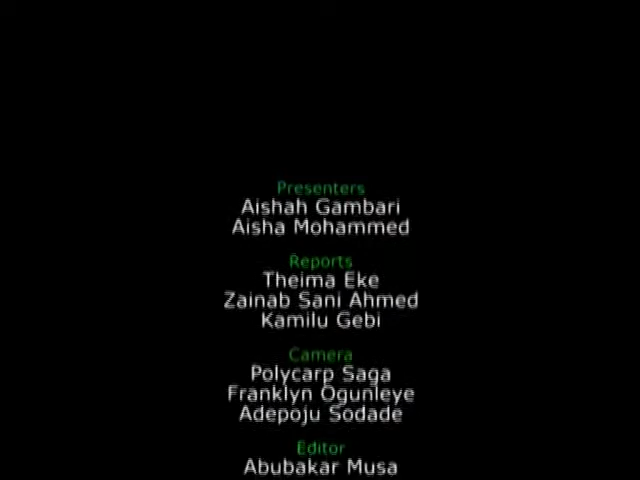 Presenters
Aishah Gambari
Aisha Mohammed
Reports
Theima Eke
Zainab Sani Ahmed
Kamilu Gebi
Camera
Polycarp Saga
Franklyn Ogunleye
Adepoju Sodade
Editor
Abubakar Musa